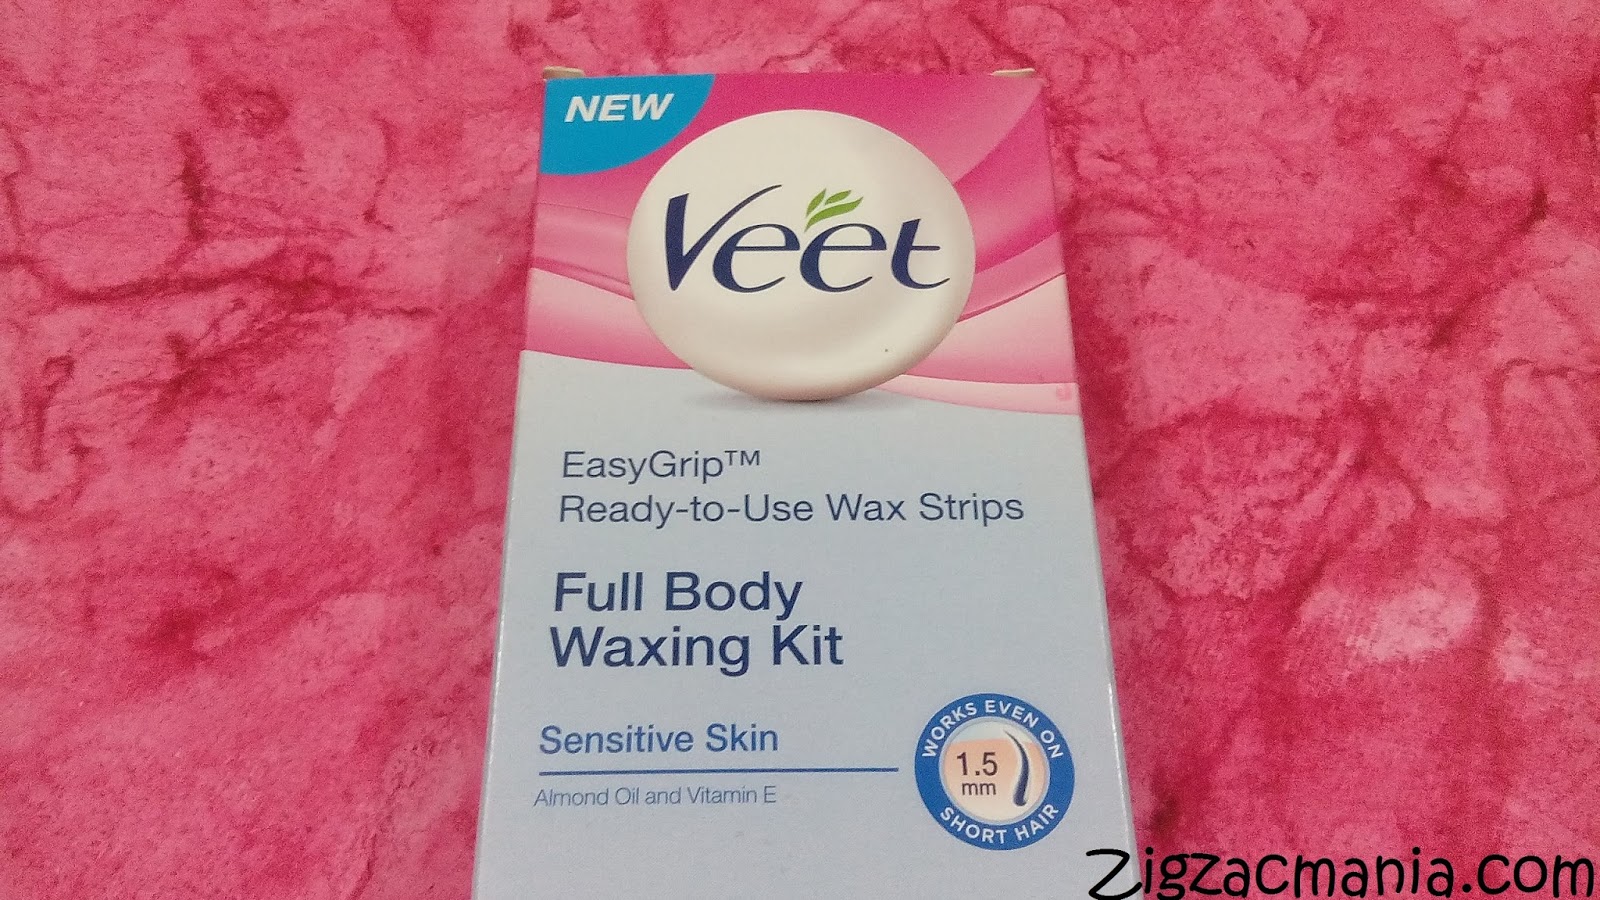 NEW
Veet
EasyGrip™
Ready-to-Use Wax Strips
Full Body
Waxing Kit
Sensitive Skin
Almond Oil and Vitamin E
WORKS EVEN ON
1.5
mm
SHORT HAIR
Zigzacmania.com